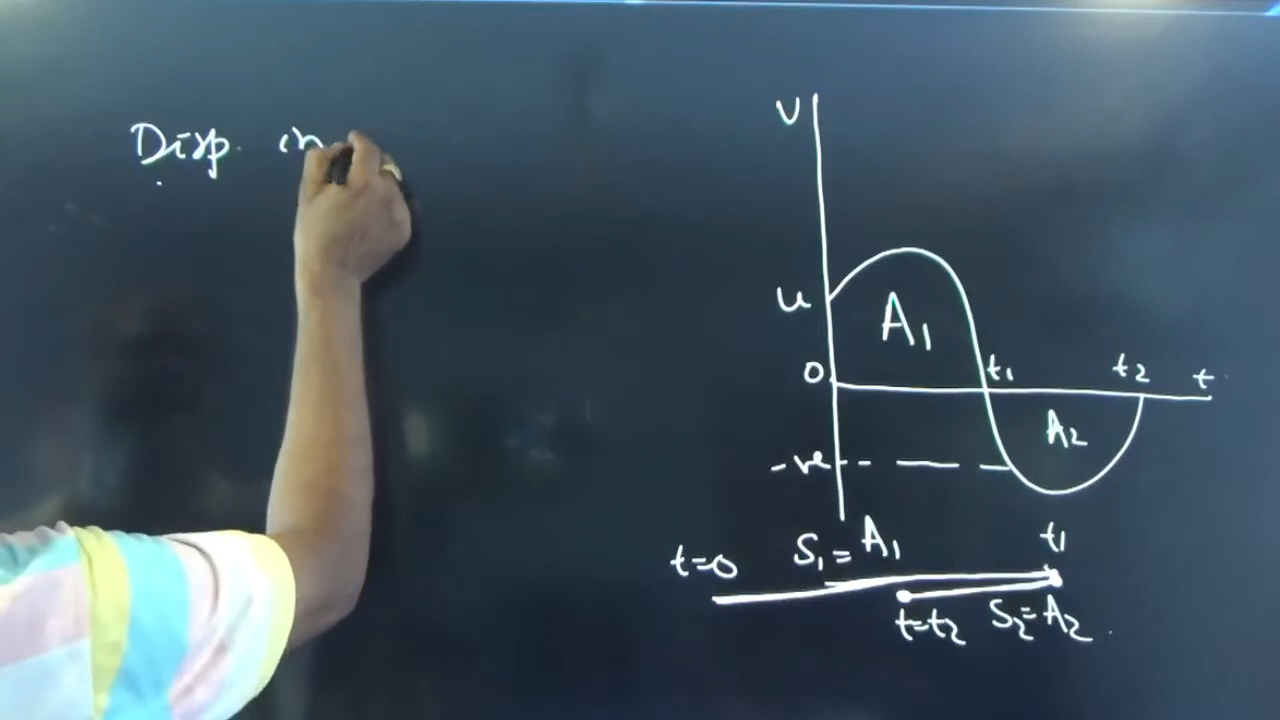 Disp. in
V
u
A₁
0
t₁
t₂
t
A₂
-ve
t=0
S₁=A₁
t₁
t=t₂
S₂=A₂.